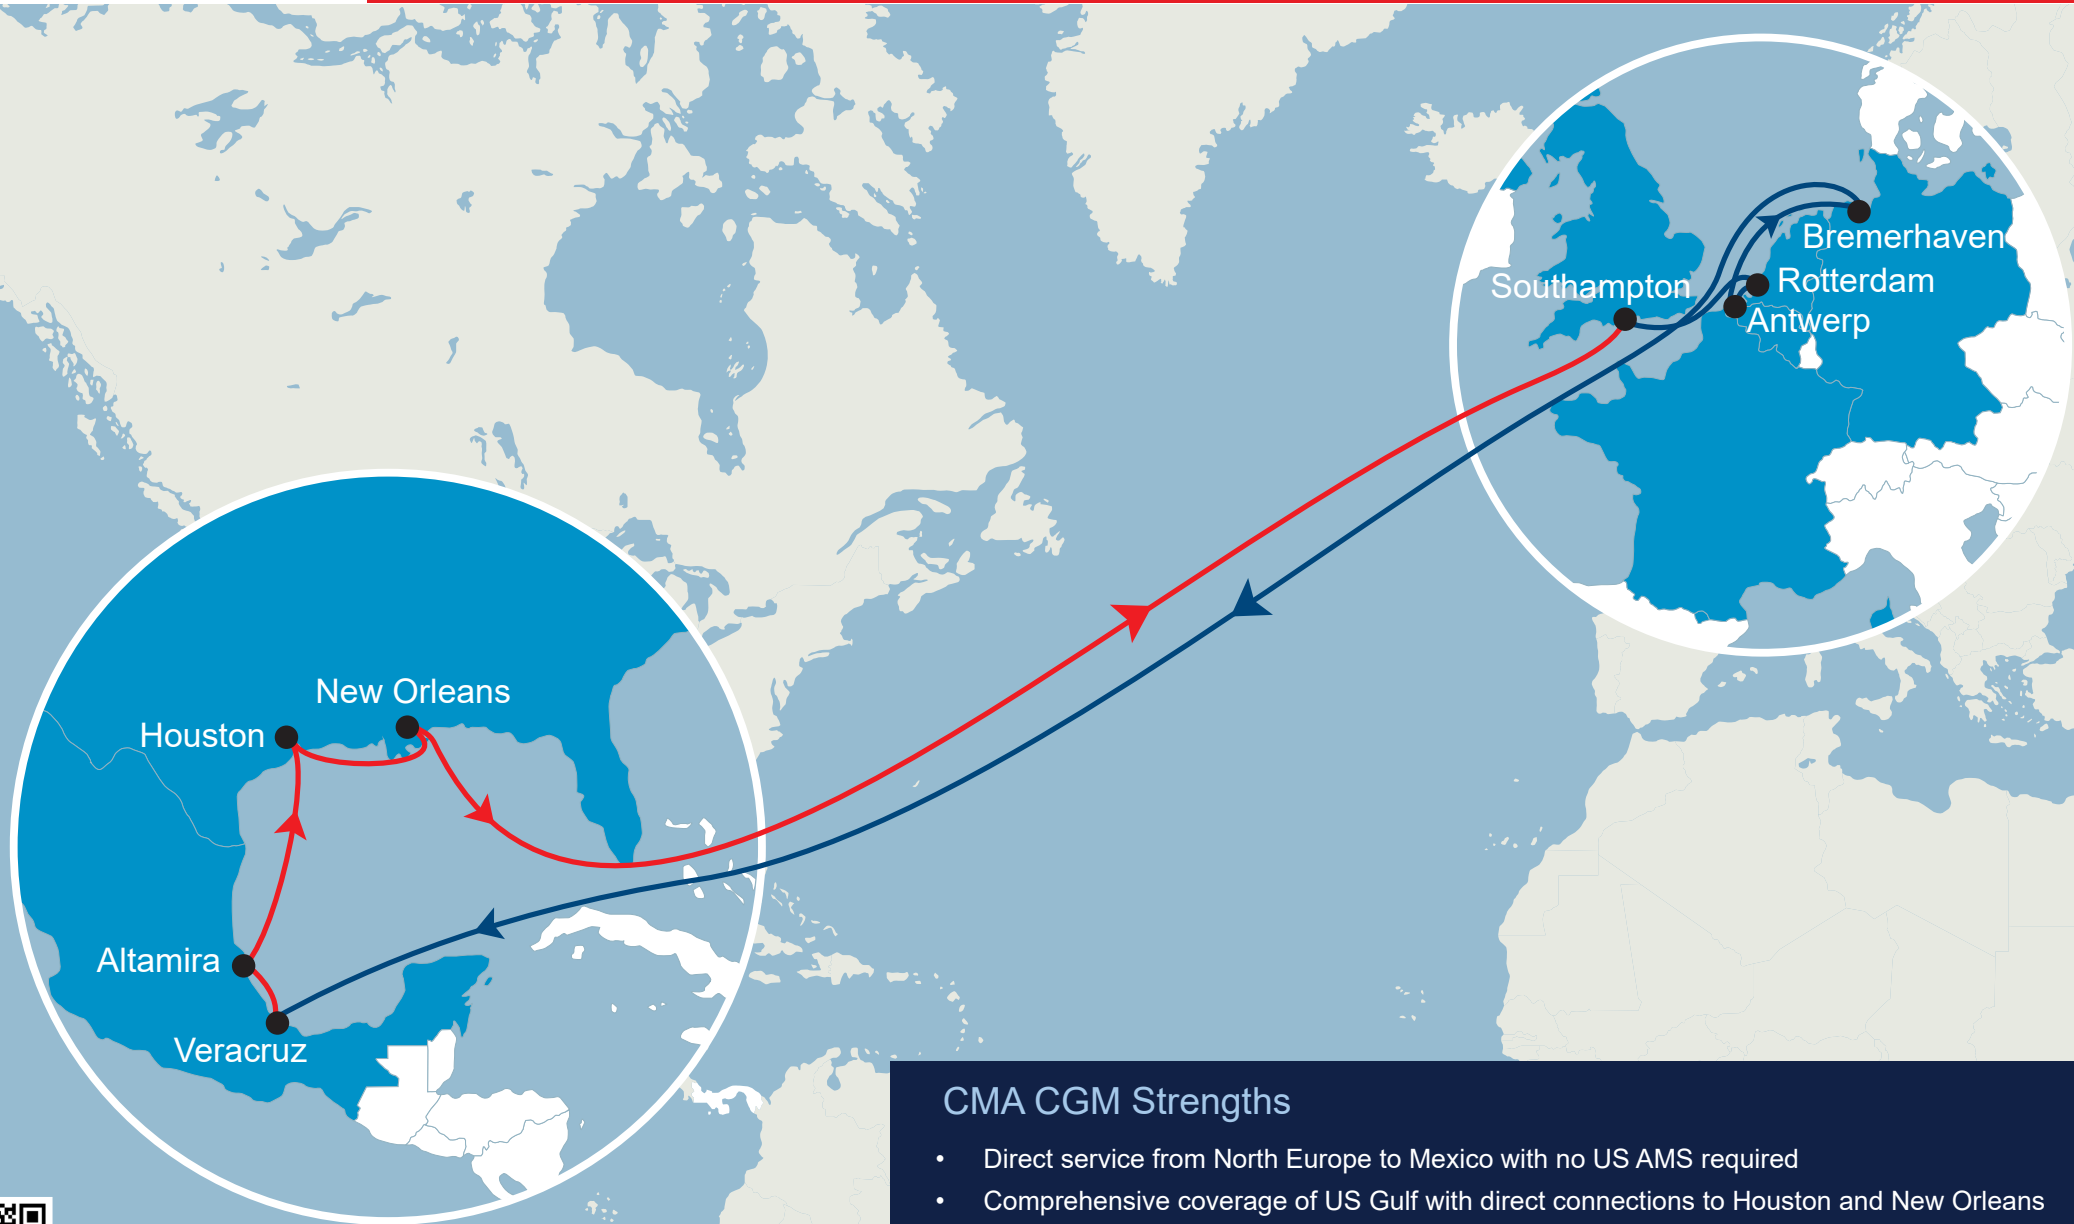 Bremerhaven
Southampton
Rotterdam
Antwerp
New Orleans
Houston
Altamira
Veracruz
CMA CGM Strengths
• Direct service from North Europe to Mexico with no US AMS required
• Comprehensive coverage of US Gulf with direct connections to Houston and New Orleans